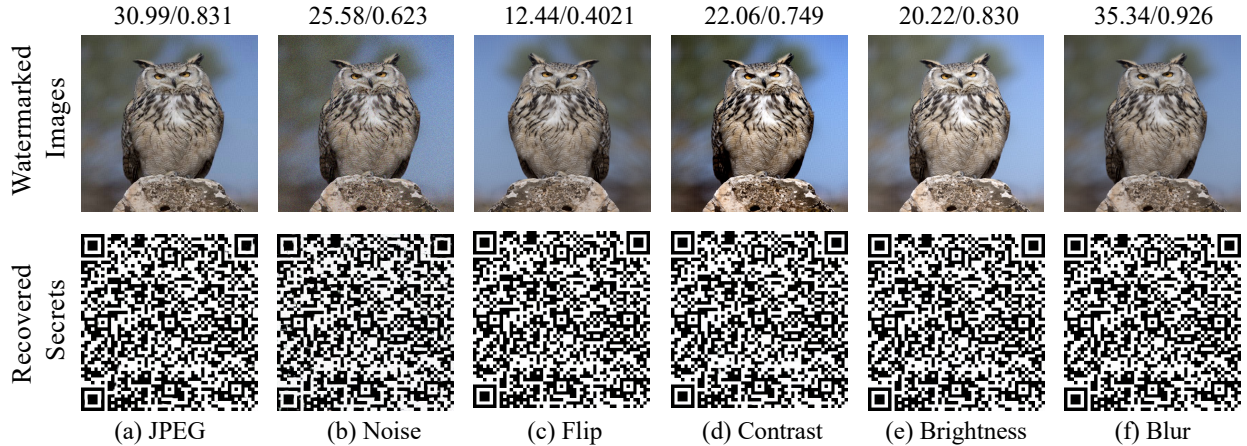 30.99/0.831 25.58/0.623 12.44/0.4021 22.06/0.749 20.22/0.830 35.34/0.926
Watermarked
Images
Recovered
Secrets
(a) JPEG (b) Noise (c) Flip (d) Contrast (e) Brightness (f) Blur